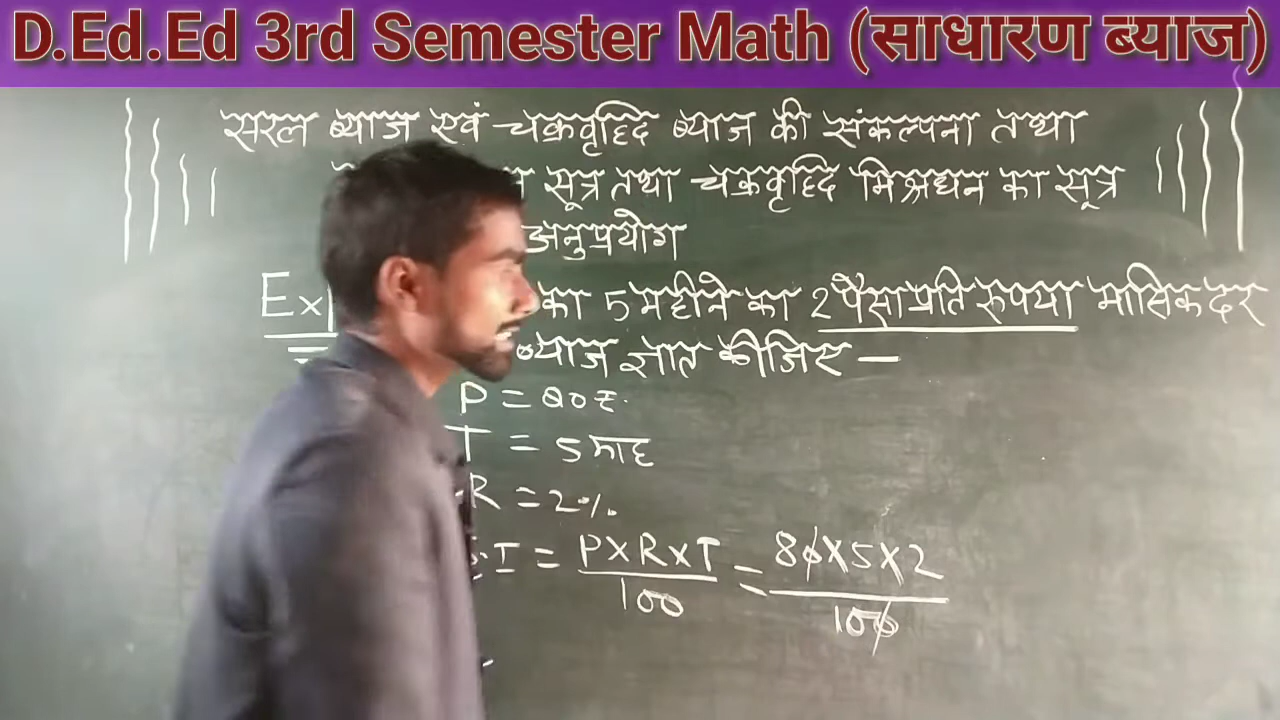 D.Ed.Ed 3rd Semester Math (साधारण ब्याज)
सरल ब्याज एवं चक्रवृद्दि ब्याज की संकल्पना तथा
सूत्र तथा चक्रवृद्दि मिश्रधन का सूत्र
अनुप्रयोग
Ex का 5 महीने का 2 पैसा प्रति रुपया मासिक दर
ब्याज ज्ञात कीजिए -
P = 80 रु.
T = 5 माह
R = 2%
I = P×R×T/100 = 80×5×2/100